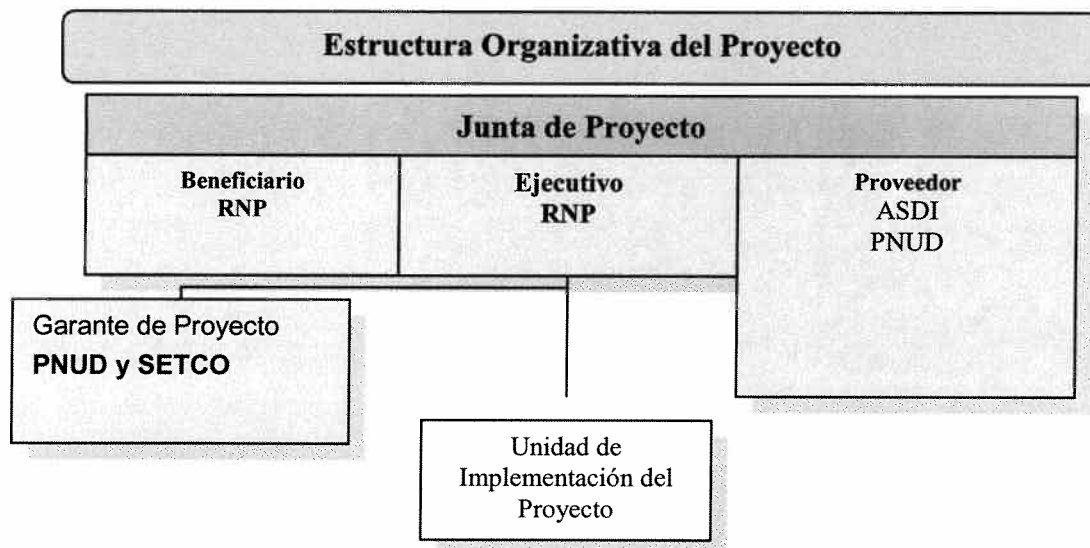 Estructura Organizativa del Proyecto
Junta de Proyecto
Beneficiario
RNP
Ejecutivo
RNP
Proveedor
ASDI
PNUD
Garante de Proyecto
PNUD y SETCO
Unidad de
Implementación del
Proyecto